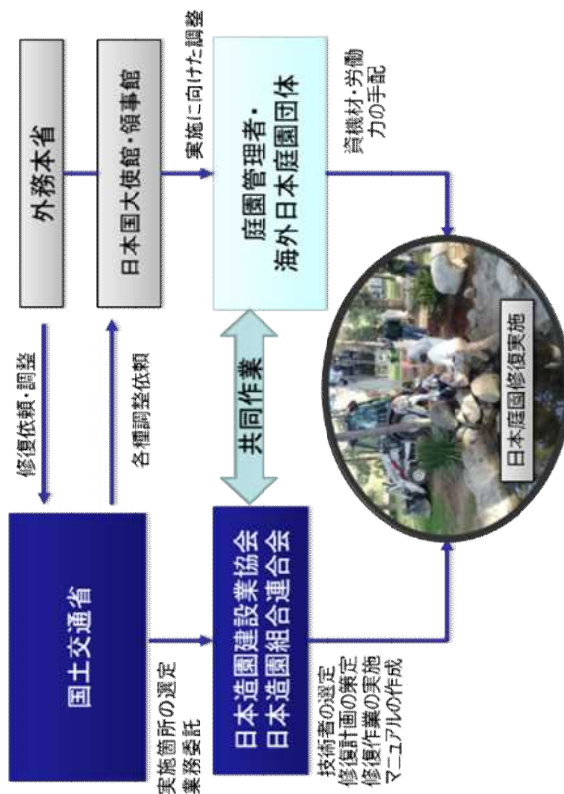 外務本省
日本国大使館・領事館
修復依頼・調整
各種調整依頼
国土交通省
実施箇所の選定
業務委託
実施に向けた調整
日本造園建設業協会
日本造園組合連合会
共同作業
庭園管理者・
海外日本庭園団体
技術者の選定
修復計画の策定
修復作業の実施
マニュアルの作成
資機材・労働
力の手配
日本庭園修復実施